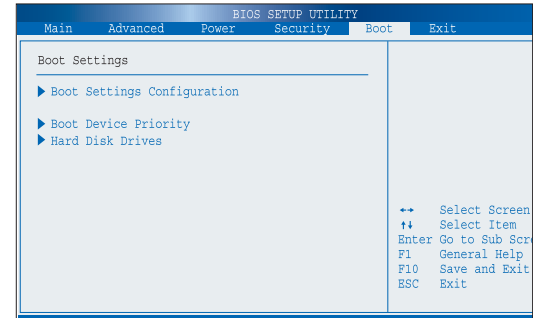 BIOS SETUP UTILITY
Main Advanced Power Security Boot Exit
Boot Settings
Boot Settings Configuration
Boot Device Priority
Hard Disk Drives
←→ Select Screen
↑↓ Select Item
Enter Go to Sub Scr
F1 General Help
F10 Save and Exit
ESC Exit